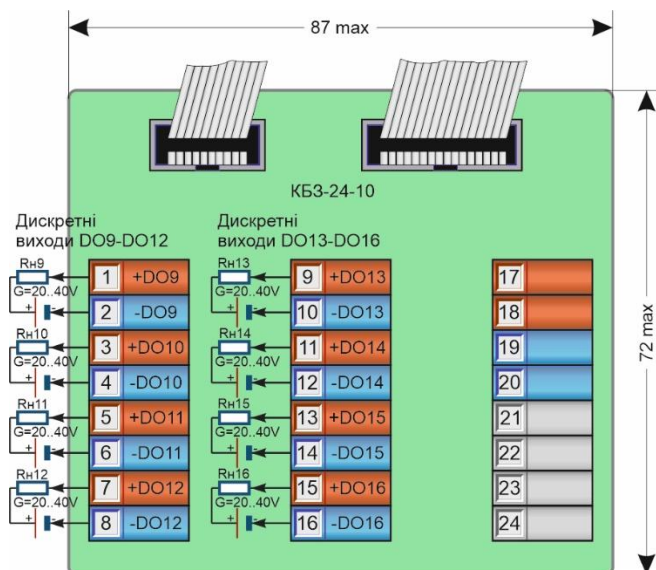 87 max
72 max
КБЗ-24-10
Дискретні
виходи DO9-DO12
Rн9
G=20..40V
+ -
1 +DO9
2 -DO9
Rн10
G=20..40V
+ -
3 +DO10
4 -DO10
Rн11
G=20..40V
+ -
5 +DO11
6 -DO11
Rн12
G=20..40V
+ -
7 +DO12
8 -DO12
Дискретні
виходи DO13-DO16
Rн13
G=20..40V
+ -
9 +DO13
10 -DO13
Rн14
G=20..40V
+ -
11 +DO14
12 -DO14
Rн15
G=20..40V
+ -
13 +DO15
14 -DO15
Rн16
G=20..40V
+ -
15 +DO16
16 -DO16
17
18
19
20
21
22
23
24